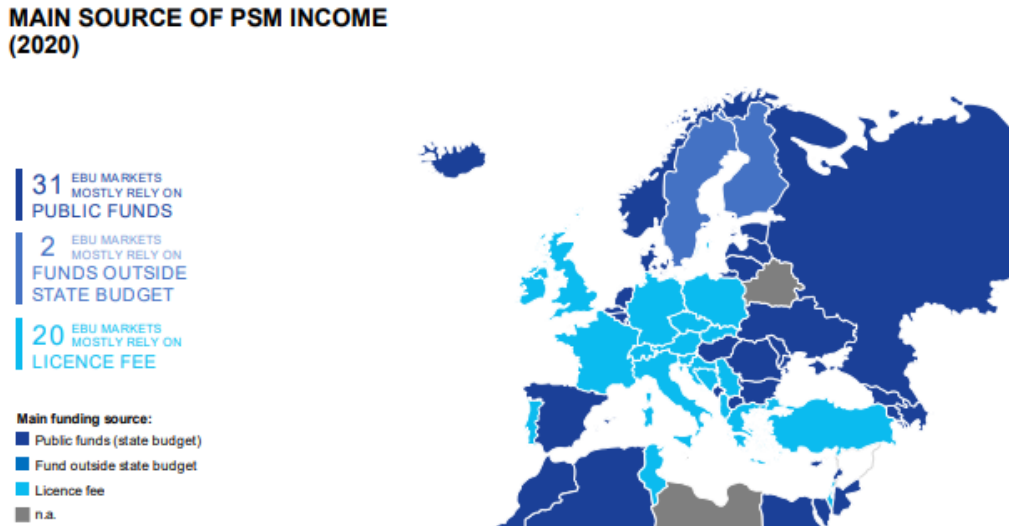 MAIN SOURCE OF PSM INCOME
(2020)
31 EBU MARKETS
MOSTLY RELY ON
PUBLIC FUNDS
2 EBU MARKETS
MOSTLY RELY ON
FUNDS OUTSIDE
STATE BUDGET
20 EBU MARKETS
MOSTLY RELY ON
LICENCE FEE
Main funding source:
Public funds (state budget)
Fund outside state budget
Licence fee
n.a.